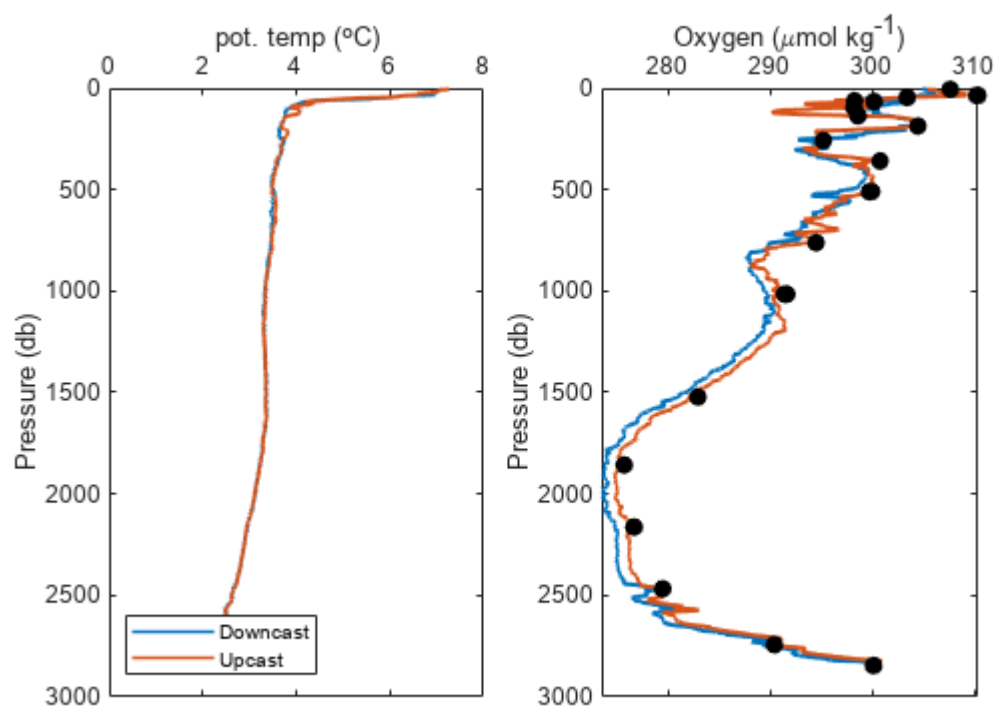 pot. temp (ºC)
0 2 4 6 8
0
500
1000
1500
2000
2500
3000
Pressure (db)
Downcast
Upcast
Oxygen (μmol kg⁻¹)
280 290 300 310
0
500
1000
1500
2000
2500
3000
Pressure (db)